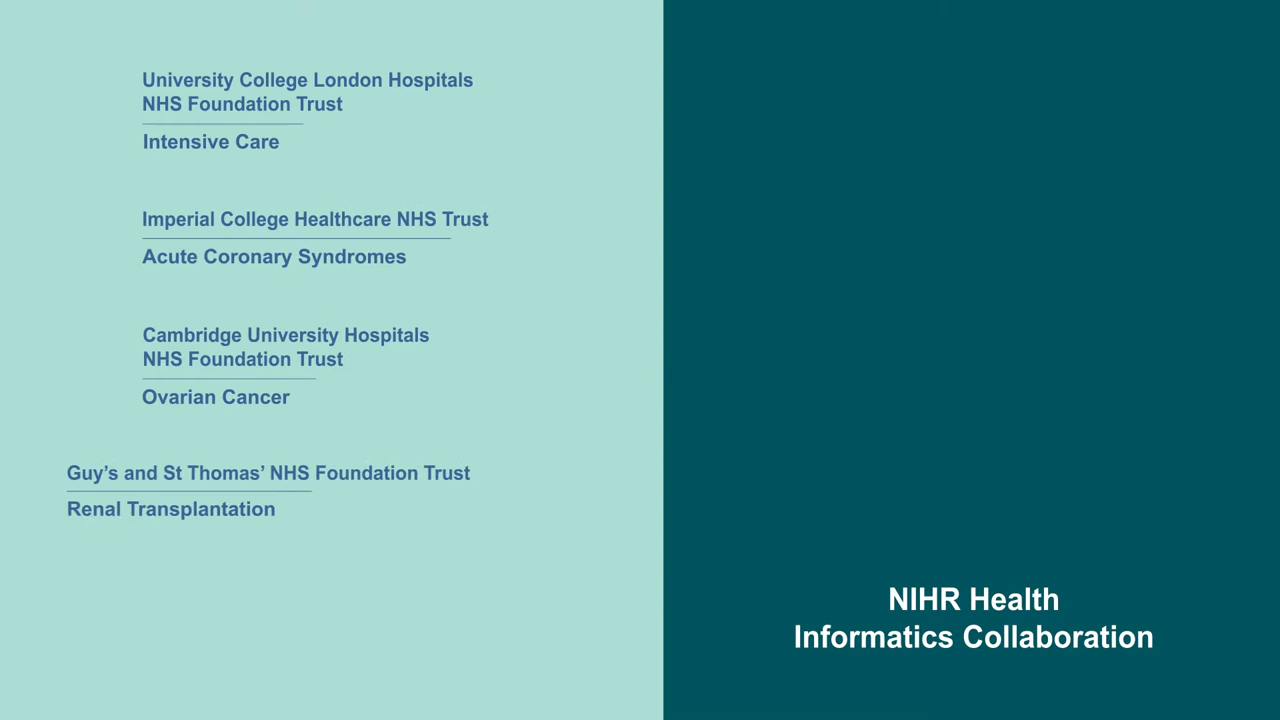 University College London Hospitals
NHS Foundation Trust
Intensive Care
Imperial College Healthcare NHS Trust
Acute Coronary Syndromes
Cambridge University Hospitals
NHS Foundation Trust
Ovarian Cancer
Guy’s and St Thomas’ NHS Foundation Trust
Renal Transplantation
NIHR Health
Informatics Collaboration